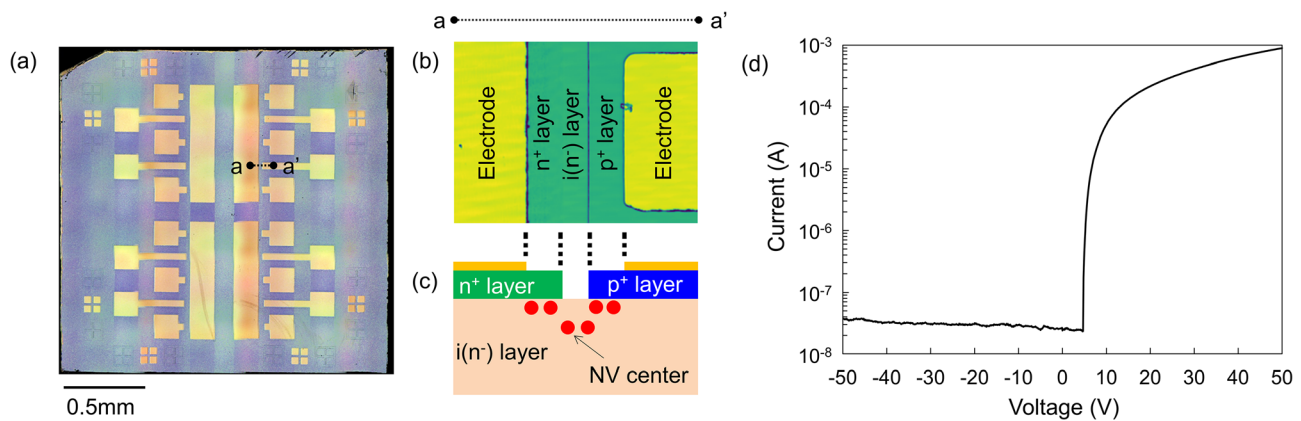 (a)
a
a'
0.5mm
a
a'
(b)
Electrode
n⁺ layer
i(n⁻) layer
p⁺ layer
Electrode
(c)
n⁺ layer
p⁺ layer
i(n⁻) layer
NV center
(d)
10⁻³
10⁻⁴
10⁻⁵
10⁻⁶
10⁻⁷
10⁻⁸
Current (A)
-50 -40 -30 -20 -10 0 10 20 30 40 50
Voltage (V)